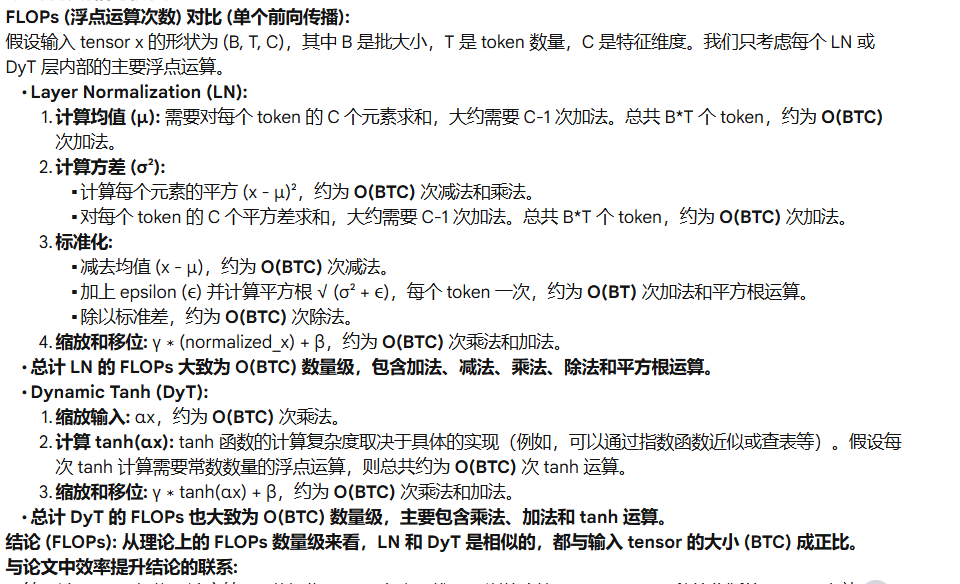 FLOPs (浮点运算次数) 对比 (单个前向传播):
假设输入 tensor x 的形状为 (B, T, C)，其中 B 是批大小，T 是 token 数量，C 是特征维度。我们只考虑每个 LN 或
DyT 层内部的主要浮点运算。
• Layer Normalization (LN):
1. 计算均值 (μ): 需要对每个 token 的 C 个元素求和，大约需要 C-1 次加法。总共 B*T 个 token，约为 O(BTC)
次加法。
2. 计算方差 (σ²):
▪ 计算每个元素的平方 (x - μ)²，约为 O(BTC) 次减法和乘法。
▪ 对每个 token 的 C 个平方差求和，大约需要 C-1 次加法。总共 B*T 个 token，约为 O(BTC) 次加法。
3. 标准化:
▪ 减去均值 (x - μ)，约为 O(BTC) 次减法。
▪ 加上 epsilon (ϵ) 并计算平方根 √ (σ² + ϵ)，每个 token 一次，约为 O(BT) 次加法和平方根运算。
▪ 除以标准差，约为 O(BTC) 次除法。
4. 缩放和移位: γ * (normalized_x) + β，约为 O(BTC) 次乘法和加法。
• 总计 LN 的 FLOPs 大致为 O(BTC) 数量级，包含加法、减法、乘法、除法和平方根运算。
• Dynamic Tanh (DyT):
1. 缩放输入: αx，约为 O(BTC) 次乘法。
2. 计算 tanh(αx): tanh 函数的计算复杂度取决于具体的实现（例如，可以通过指数函数近似或查表等）。假设每
次 tanh 计算需要常数数量的浮点运算，则总共约为 O(BTC) 次 tanh 运算。
3. 缩放和移位: γ * tanh(αx) + β，约为 O(BTC) 次乘法和加法。
• 总计 DyT 的 FLOPs 也大致为 O(BTC) 数量级，主要包含乘法、加法和 tanh 运算。
结论 (FLOPs): 从理论上的 FLOPs 数量级来看，LN 和 DyT 是相似的，都与输入 tensor 的大小 (BTC) 成正比。
与论文中效率提升结论的联系: